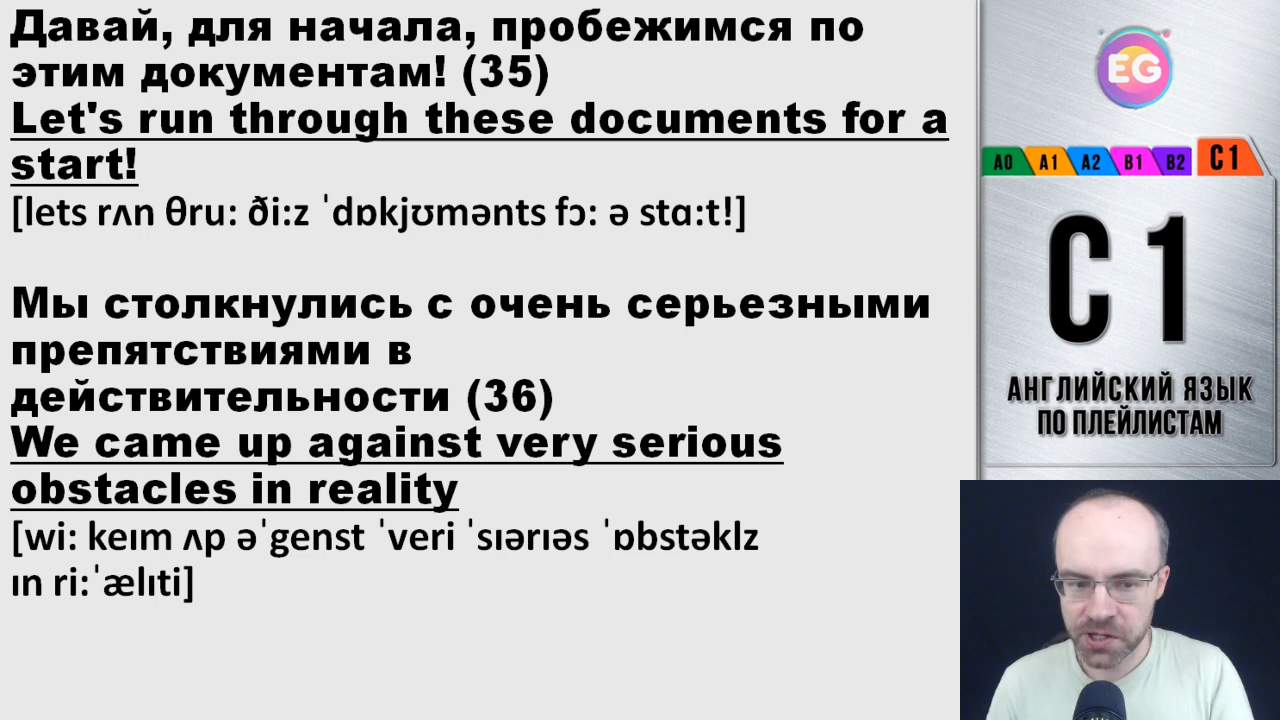 Давай, для начала, пробежимся по
этим документам! (35)
Let's run through these documents for a
start!
[lets rʌn θru: ði:z ˈdɒkjʊmənts fɔ: ə stɑ:t!]
Мы столкнулись с очень серьезными
препятствиями в
действительности (36)
We came up against very serious
obstacles in reality
[wi: keɪm ʌp əˈgenst ˈveri ˈsɪərɪəs ˈɒbstəklz
ɪn ri:ˈælɪti]
EG
A0 A1 A2 B1 B2 C1
C1
АНГЛИЙСКИЙ ЯЗЫК
ПО ПЛЕЙЛИСТАМ